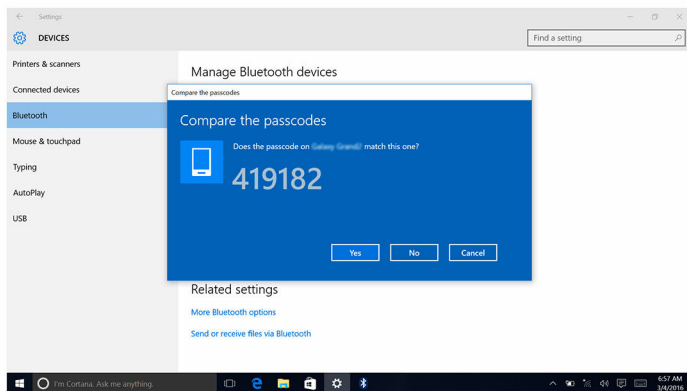 Settings
DEVICES
Find a setting
Printers & scanners
Connected devices
Bluetooth
Mouse & touchpad
Typing
AutoPlay
USB
Manage Bluetooth devices
Compare the passcodes
Compare the passcodes
Does the passcode on match this one?
419182
Yes No Cancel
Related settings
More Bluetooth options
Send or receive files via Bluetooth
I'm Cortana. Ask me anything.
6:57 AM
3/4/2016